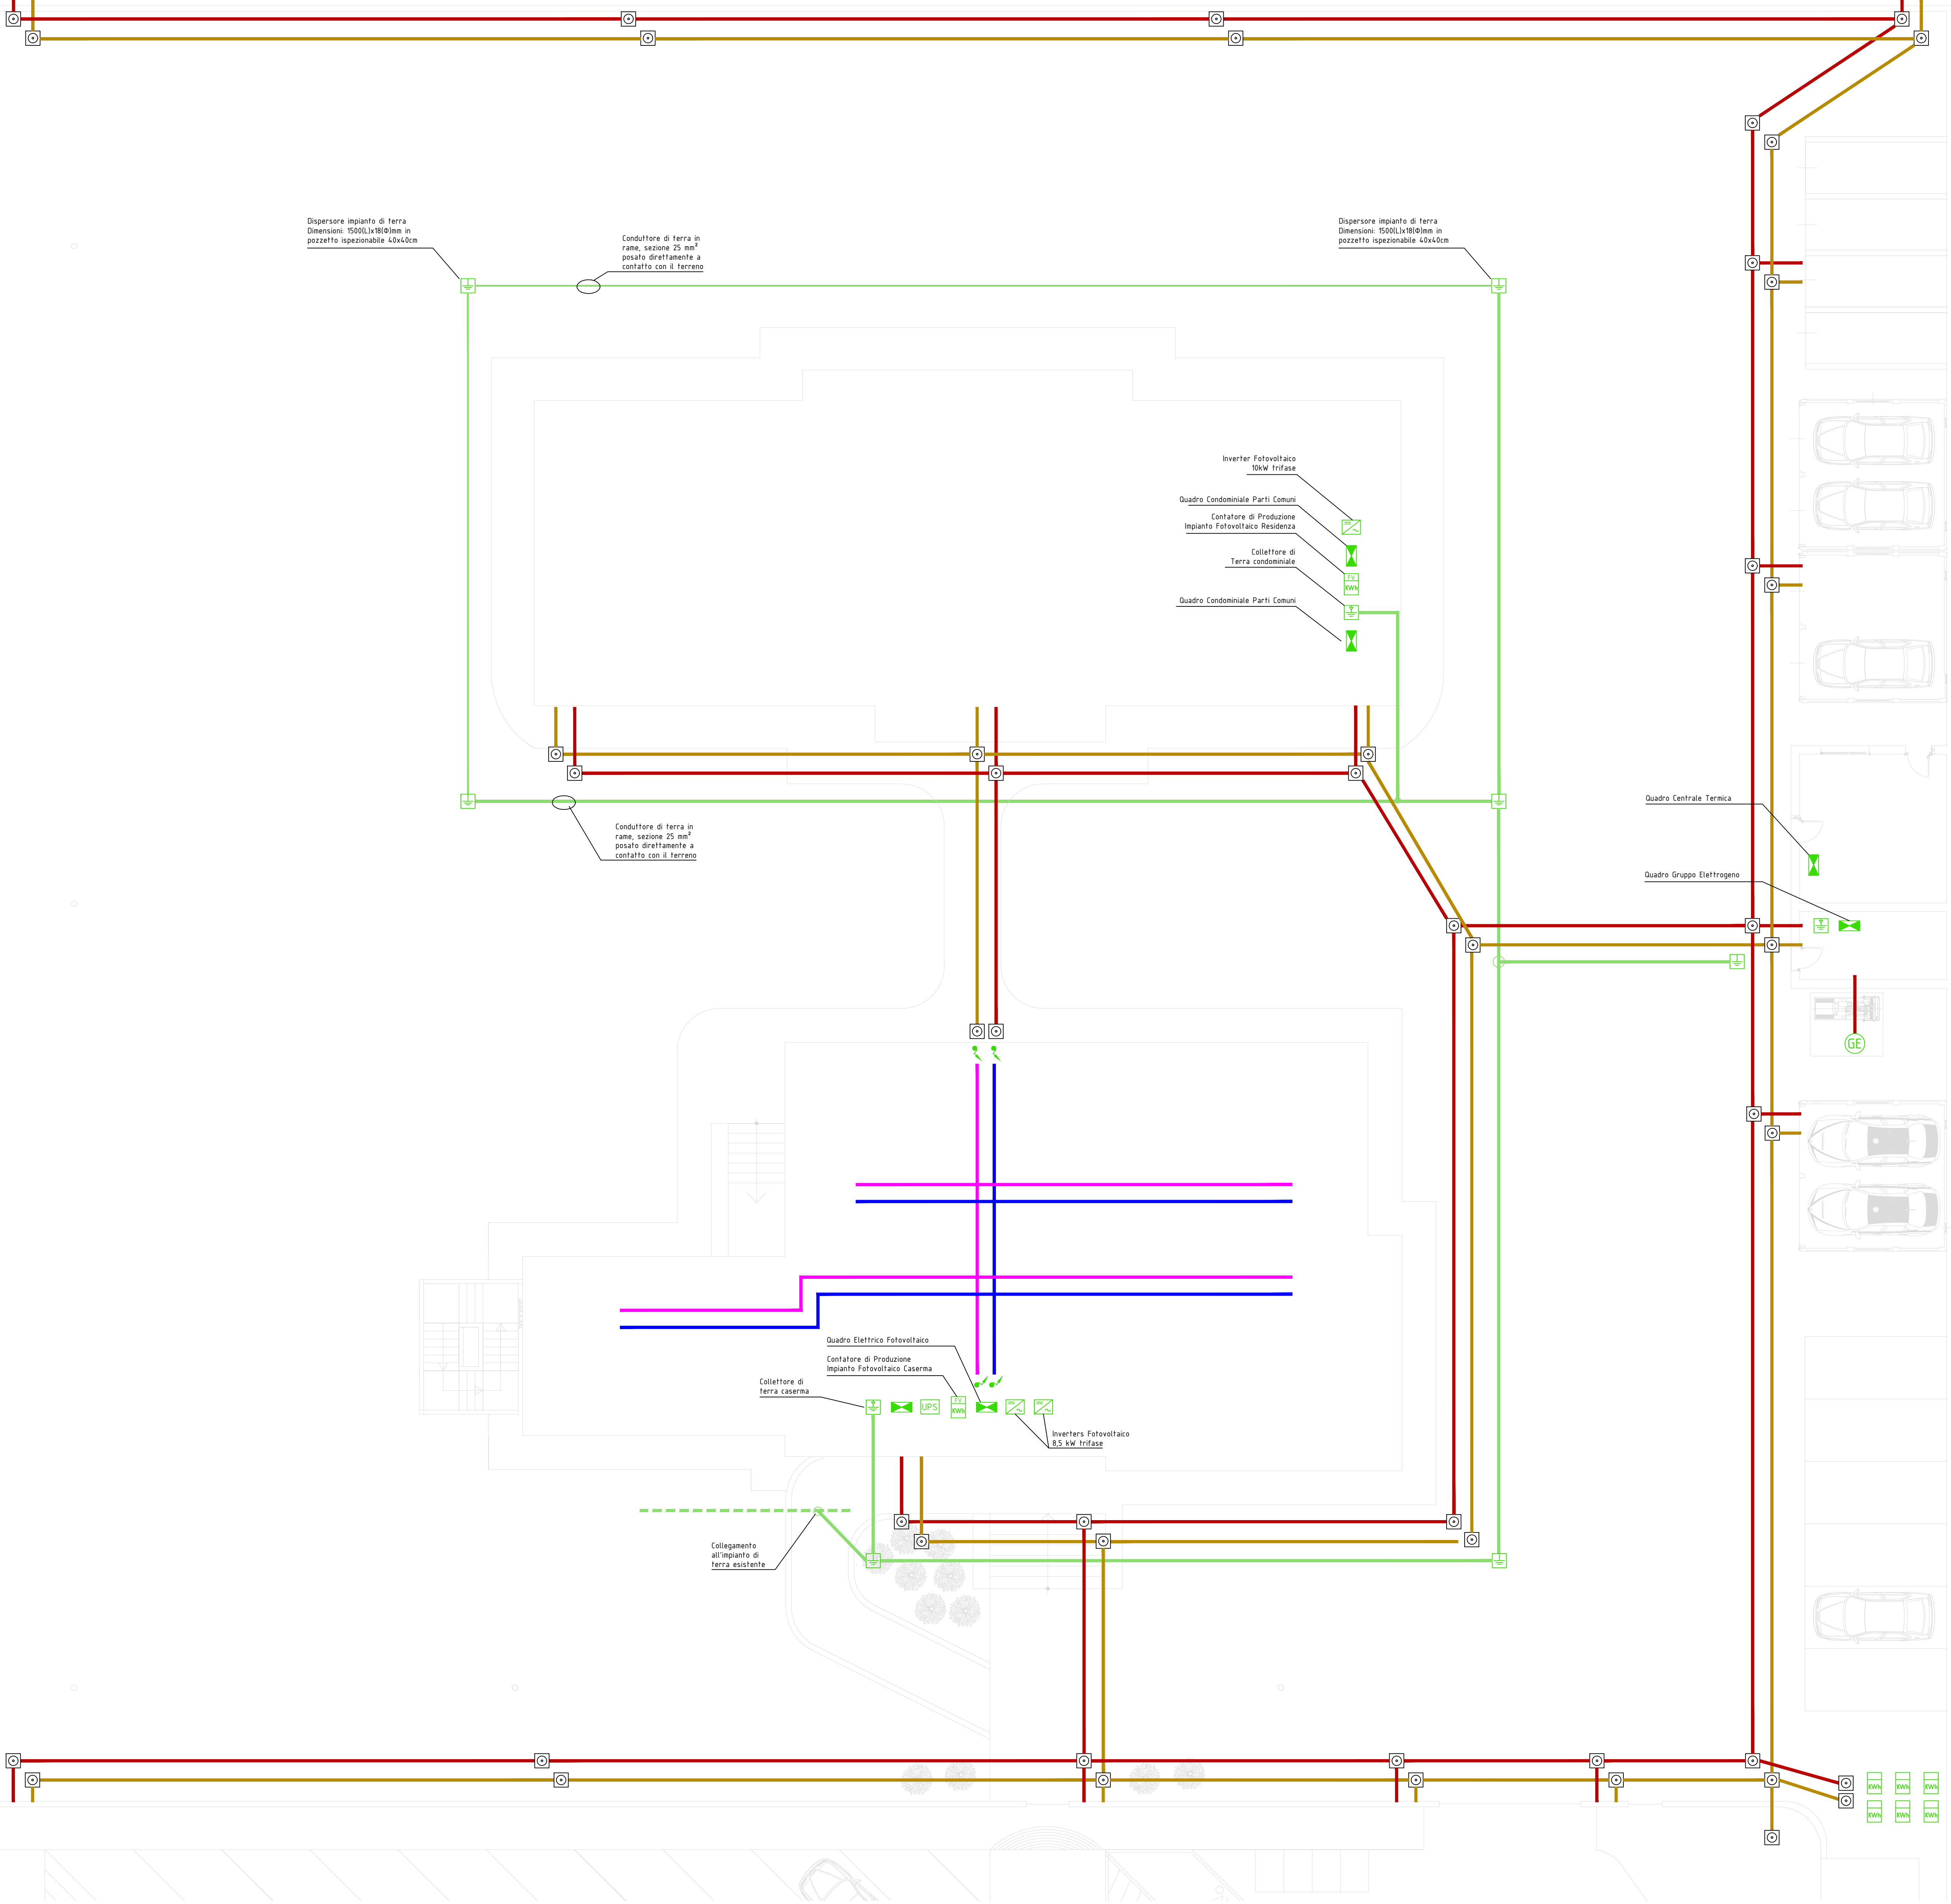 Dispersore impianto di terra
Dimensioni: 1500(L)x18(Φ)mm in
pozzetto ispezionabile 40x40cm
Conduttore di terra in
rame, sezione 25 mm²
posato direttamente a
contatto con il terreno
Dispersore impianto di terra
Dimensioni: 1500(L)x18(Φ)mm in
pozzetto ispezionabile 40x40cm
Inverter Fotovoltaico
10kW trifase
Quadro Condominiale Parti Comuni
Contatore di Produzione
Impianto Fotovoltaico Residenza
FV
KWh
Collettore di
Terra condominiale
Quadro Condominiale Parti Comuni
Conduttore di terra in
rame, sezione 25 mm²
posato direttamente a
contatto con il terreno
Quadro Centrale Termica
Quadro Gruppo Elettrogeno
GE
Quadro Elettrico Fotovoltaico
Contatore di Produzione
Impianto Fotovoltaico Caserma
Collettore di
terra caserma
UPS
FV
KWh
Inverters Fotovoltaico
8,5 kW trifase
Collegamento
all'impianto di
terra esistente
KWh KWh KWh
KWh KWh KWh